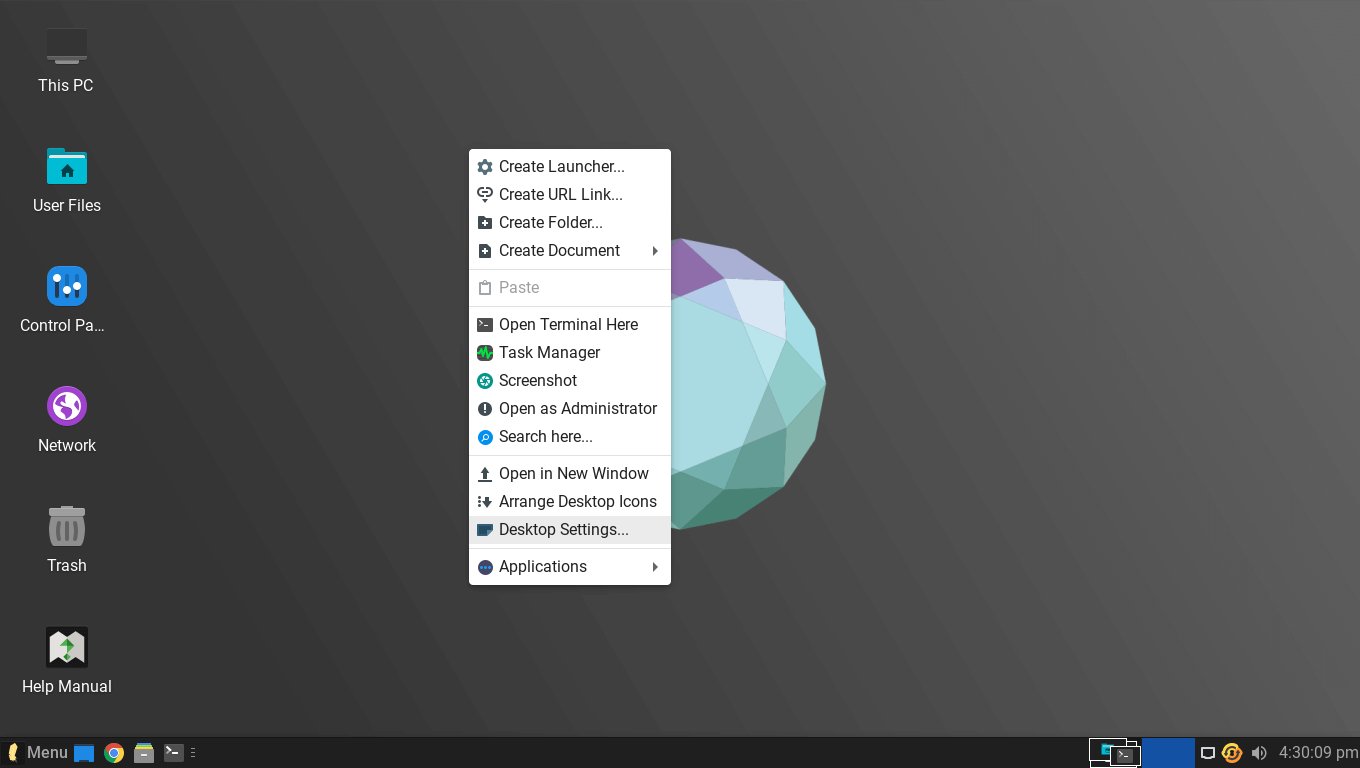 This PC
User Files
Control Pa...
Network
Trash
Help Manual
Create Launcher...
Create URL Link...
Create Folder...
Create Document
Paste
Open Terminal Here
Task Manager
Screenshot
Open as Administrator
Search here...
Open in New Window
Arrange Desktop Icons
Desktop Settings...
Applications
Menu
4:30:09 pm